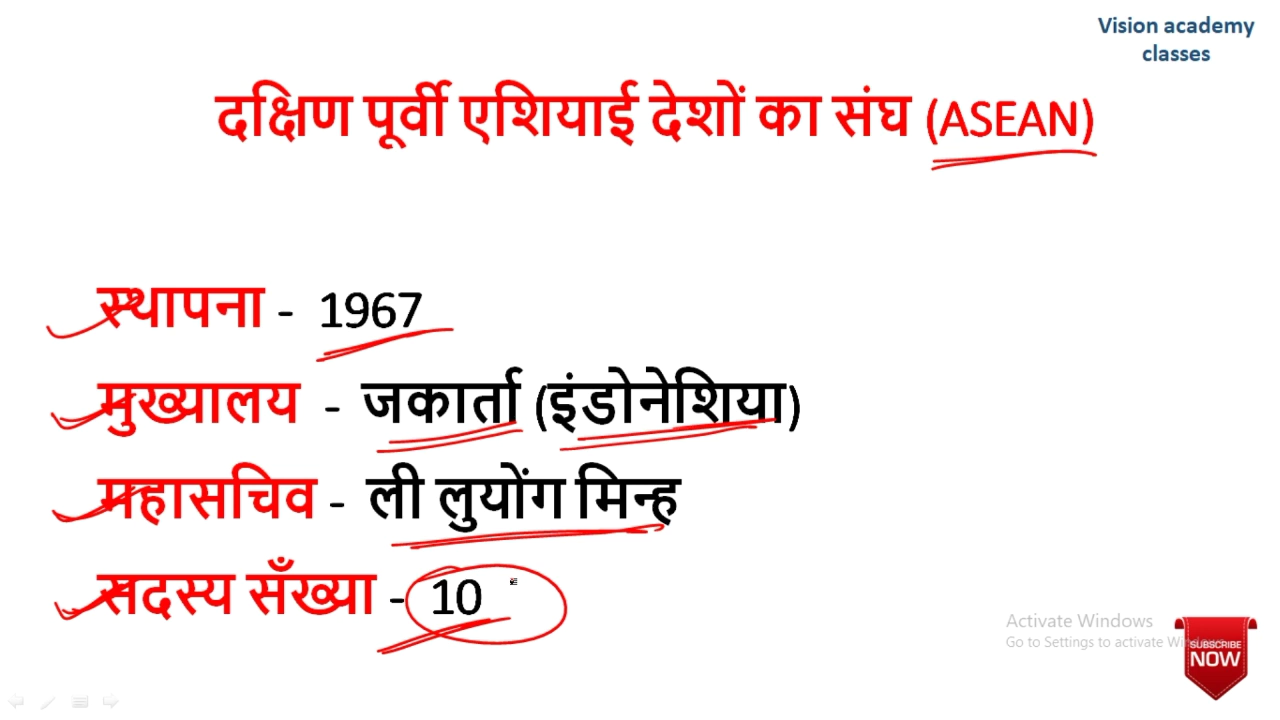 Vision academy
classes
दक्षिण पूर्वी एशियाई देशों का संघ (ASEAN)
स्थापना - 1967
मुख्यालय - जकार्ता (इंडोनेशिया)
महासचिव - ली लुयोंग मिन्ह
सदस्य सँख्या - 10
Activate Windows
Go to Settings to activate Windows.
SUBSCRIBE
NOW